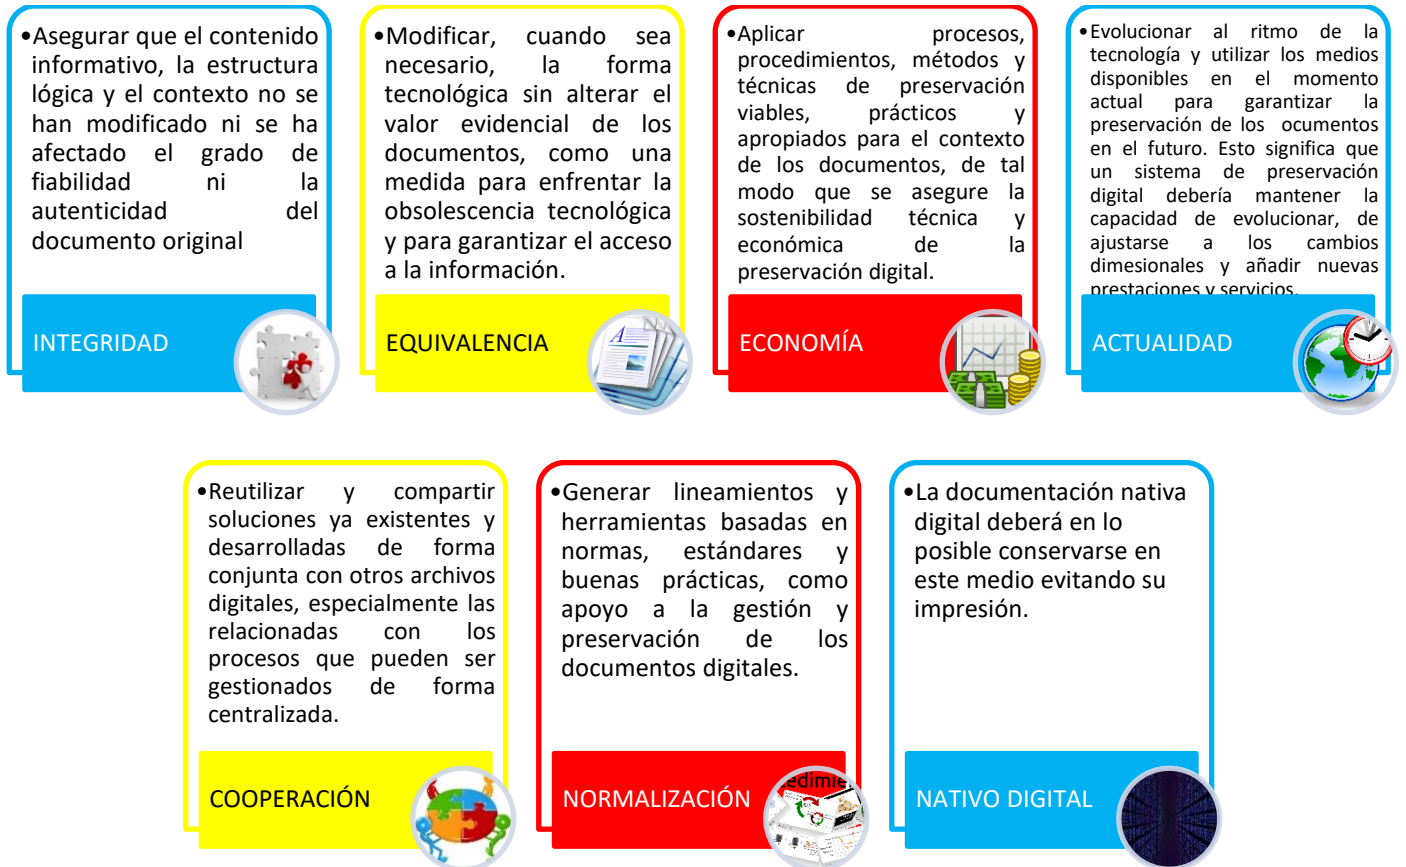 •Asegurar que el contenido
informativo, la estructura
lógica y el contexto no se
han modificado ni se ha
afectado el grado de
fiabilidad ni la
autenticidad del
documento original
INTEGRIDAD
•Modificar, cuando sea
necesario, la forma
tecnológica sin alterar el
valor evidencial de los
documentos, como una
medida para enfrentar la
obsolescencia tecnológica
y para garantizar el acceso
a la información.
EQUIVALENCIA
•Aplicar procesos,
procedimientos, métodos y
técnicas de preservación
viables, prácticos y
apropiados para el contexto
de los documentos, de tal
modo que se asegure la
sostenibilidad técnica y
económica de la
preservación digital.
ECONOMÍA
•Evolucionar al ritmo de la
tecnología y utilizar los medios
disponibles en el momento
actual para garantizar la
preservación de los ocumentos
en el futuro. Esto significa que
un sistema de preservación
digital debería mantener la
capacidad de evolucionar, de
ajustarse a los cambios
dimesionales y añadir nuevas
prestaciones y servicios.
ACTUALIDAD
•Reutilizar y compartir
soluciones ya existentes y
desarrolladas de forma
conjunta con otros archivos
digitales, especialmente las
relacionadas con los
procesos que pueden ser
gestionados de forma
centralizada.
COOPERACIÓN
•Generar lineamientos y
herramientas basadas en
normas, estándares y
buenas prácticas, como
apoyo a la gestión y
preservación de los
documentos digitales.
NORMALIZACIÓN
edimie
•La documentación nativa
digital deberá en lo
posible conservarse en
este medio evitando su
impresión.
NATIVO DIGITAL